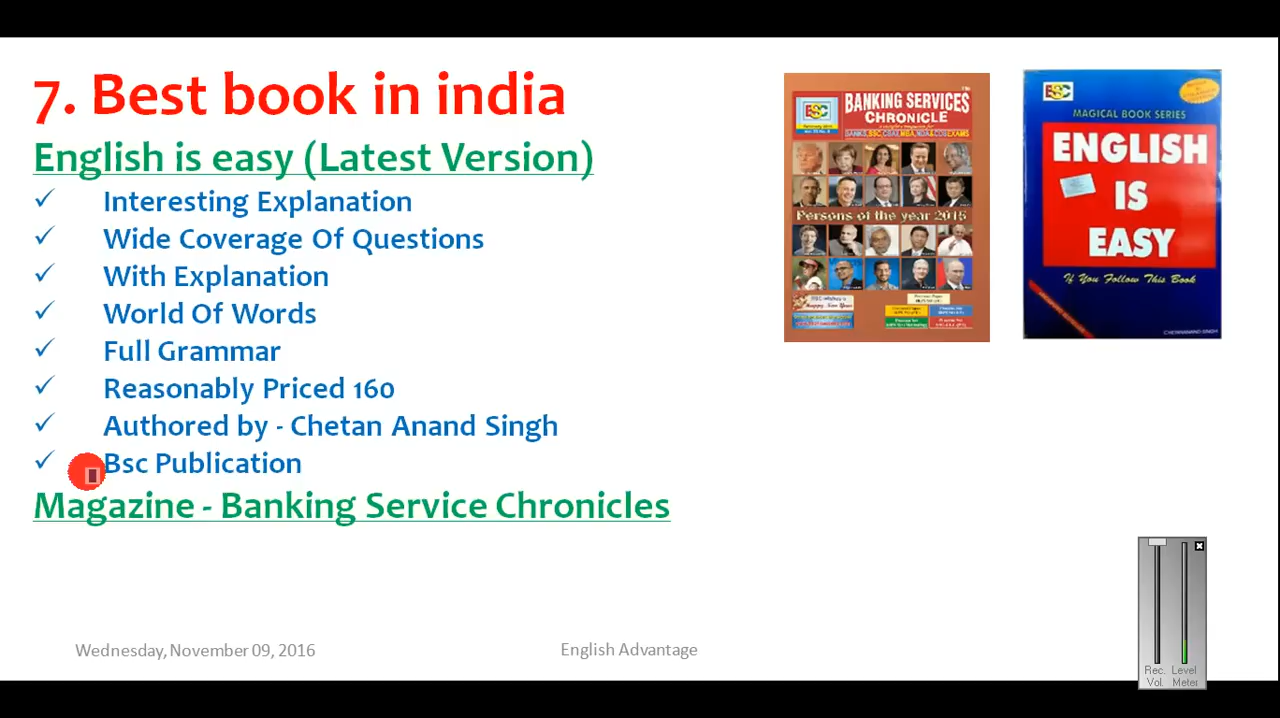 7. Best book in india
English is easy (Latest Version)
Interesting Explanation
Wide Coverage Of Questions
With Explanation
World Of Words
Full Grammar
Reasonably Priced 160
Authored by - Chetan Anand Singh
Bsc Publication
Magazine - Banking Service Chronicles
BSC
BANKING SERVICES
CHRONICLE
Persons of the year 2015
BSC
MAGICAL BOOK SERIES
ENGLISH
IS
EASY
If You Follow This Book
Wednesday, November 09, 2016
English Advantage
Rec. Level
Vol. Meter